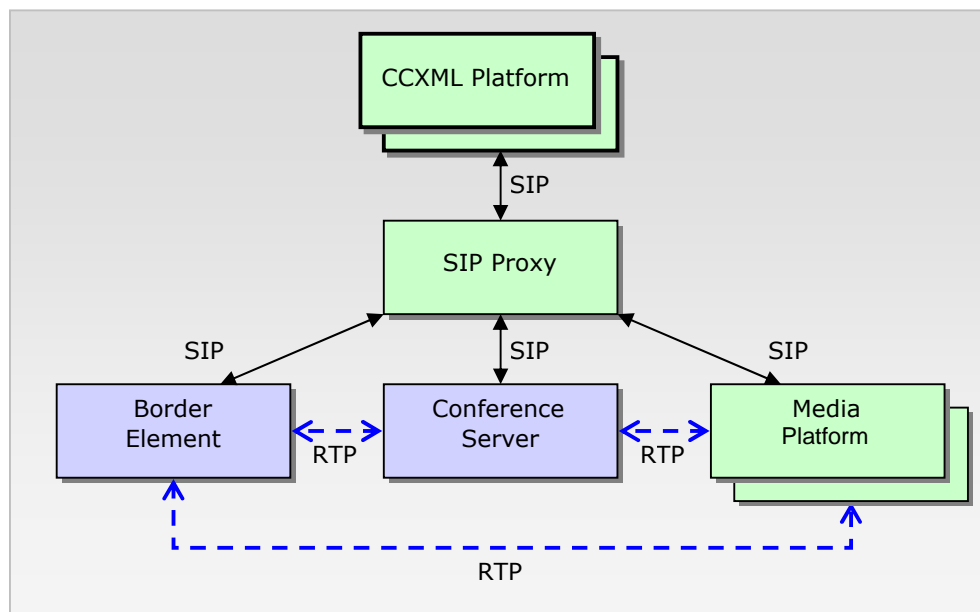 CCXML Platform
SIP
SIP Proxy
SIP
SIP
SIP
Border
Element
Conference
Server
Media
Platform
RTP
RTP
RTP